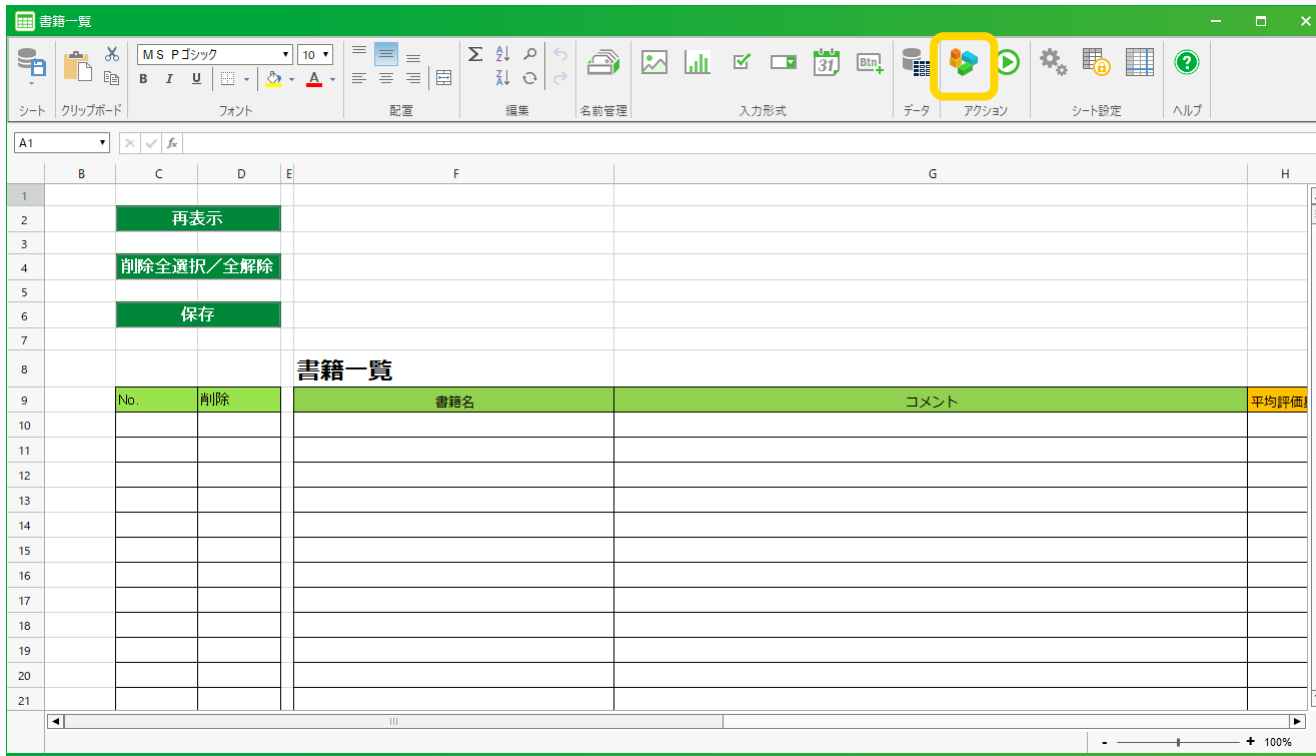 書籍一覧
MS Pゴシック 10
B I U A Σ 31 Btn ?
シート クリップボード フォント 配置 編集 名前管理 入力形式 データ アクション シート設定 ヘルプ
A1 fx
B C D E F G H
1
2 再表示
3
4 削除全選択／全解除
5
6 保存
7
8 書籍一覧
9 No. 削除 書籍名 コメント 平均評価
10
11
12
13
14
15
16
17
18
19
20
21
- + 100%